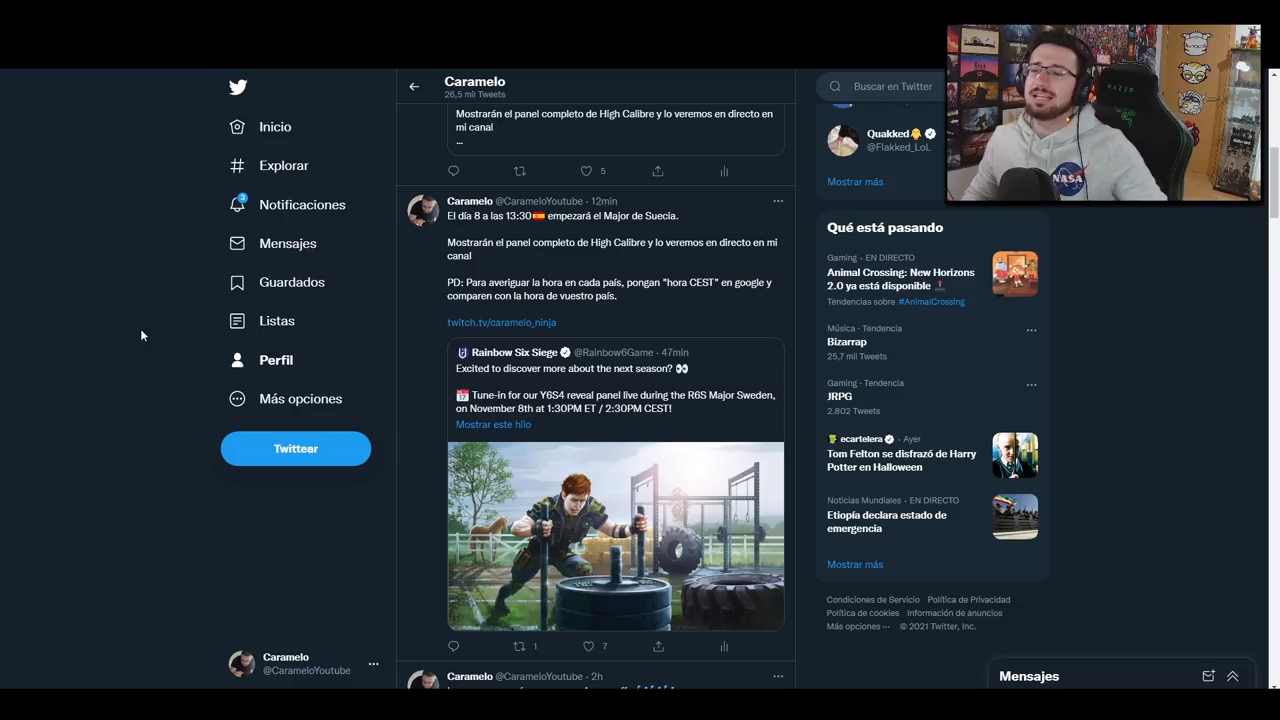 Inicio
Explorar
3
Notificaciones
Mensajes
Guardados
Listas
Perfil
Más opciones
Twittear
Caramelo
@CarameloYoutube
Caramelo
26,5 mil Tweets
Mostrarán el panel completo de High Calibre y lo veremos en directo en
mi canal
...
5
Caramelo @CarameloYoutube · 12min
El día 8 a las 13:30🇪🇸 empezará el Major de Suecia.
Mostrarán el panel completo de High Calibre y lo veremos en directo en mi
canal
PD: Para averiguar la hora en cada país, pongan "hora CEST" en google y
comparen con la hora de vuestro país.
twitch.tv/caramelo_ninja
Rainbow Six Siege @Rainbow6Game · 47min
Excited to discover more about the next season? 👀
📅 Tune-in for our Y6S4 reveal panel live during the R6S Major Sweden,
on November 8th at 1:30PM ET / 2:30PM CEST!
Mostrar este hilo
1
7
Caramelo @CarameloYoutube · 2h
Buscar en Twitter
Quakked
@Flakked_LoL
Mostrar más
Qué está pasando
Gaming · EN DIRECTO
Animal Crossing: New Horizons
2.0 ya está disponible
Tendencias sobre #AnimalCrossing
Música · Tendencia
Bizarrap
25,7 mil Tweets
Gaming · Tendencia
JRPG
2.802 Tweets
ecartelera · Ayer
Tom Felton se disfrazó de Harry
Potter en Halloween
Noticias Mundiales · EN DIRECTO
Etiopía declara estado de
emergencia
Mostrar más
Condiciones de Servicio Política de Privacidad
Política de cookies Información de anuncios
Más opciones ··· © 2021 Twitter, Inc.
Mensajes
RAZER
NASA